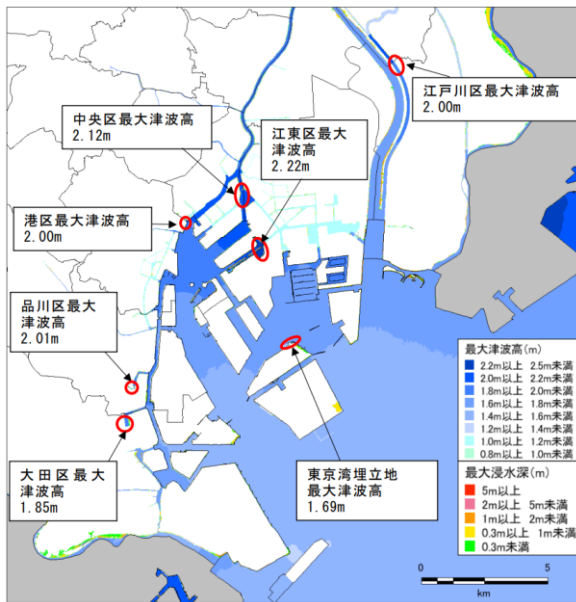 江戸川区最大津波高
2.00m
中央区最大津波高
2.12m
江東区最大
津波高
2.22m
港区最大津波高
2.00m
品川区最大
津波高
2.01m
大田区最大
津波高
1.85m
東京湾埋立地
最大津波高
1.69m
最大津波高(m)
2.2m以上 2.5m未満
2.0m以上 2.2m未満
1.8m以上 2.0m未満
1.6m以上 1.8m未満
1.4m以上 1.6m未満
1.2m以上 1.4m未満
1.0m以上 1.2m未満
0.8m以上 1.0m未満
最大浸水深(m)
5m以上
2m以上 5m未満
1m以上 2m未満
0.3m以上 1m未満
0.3m未満
0 5
km